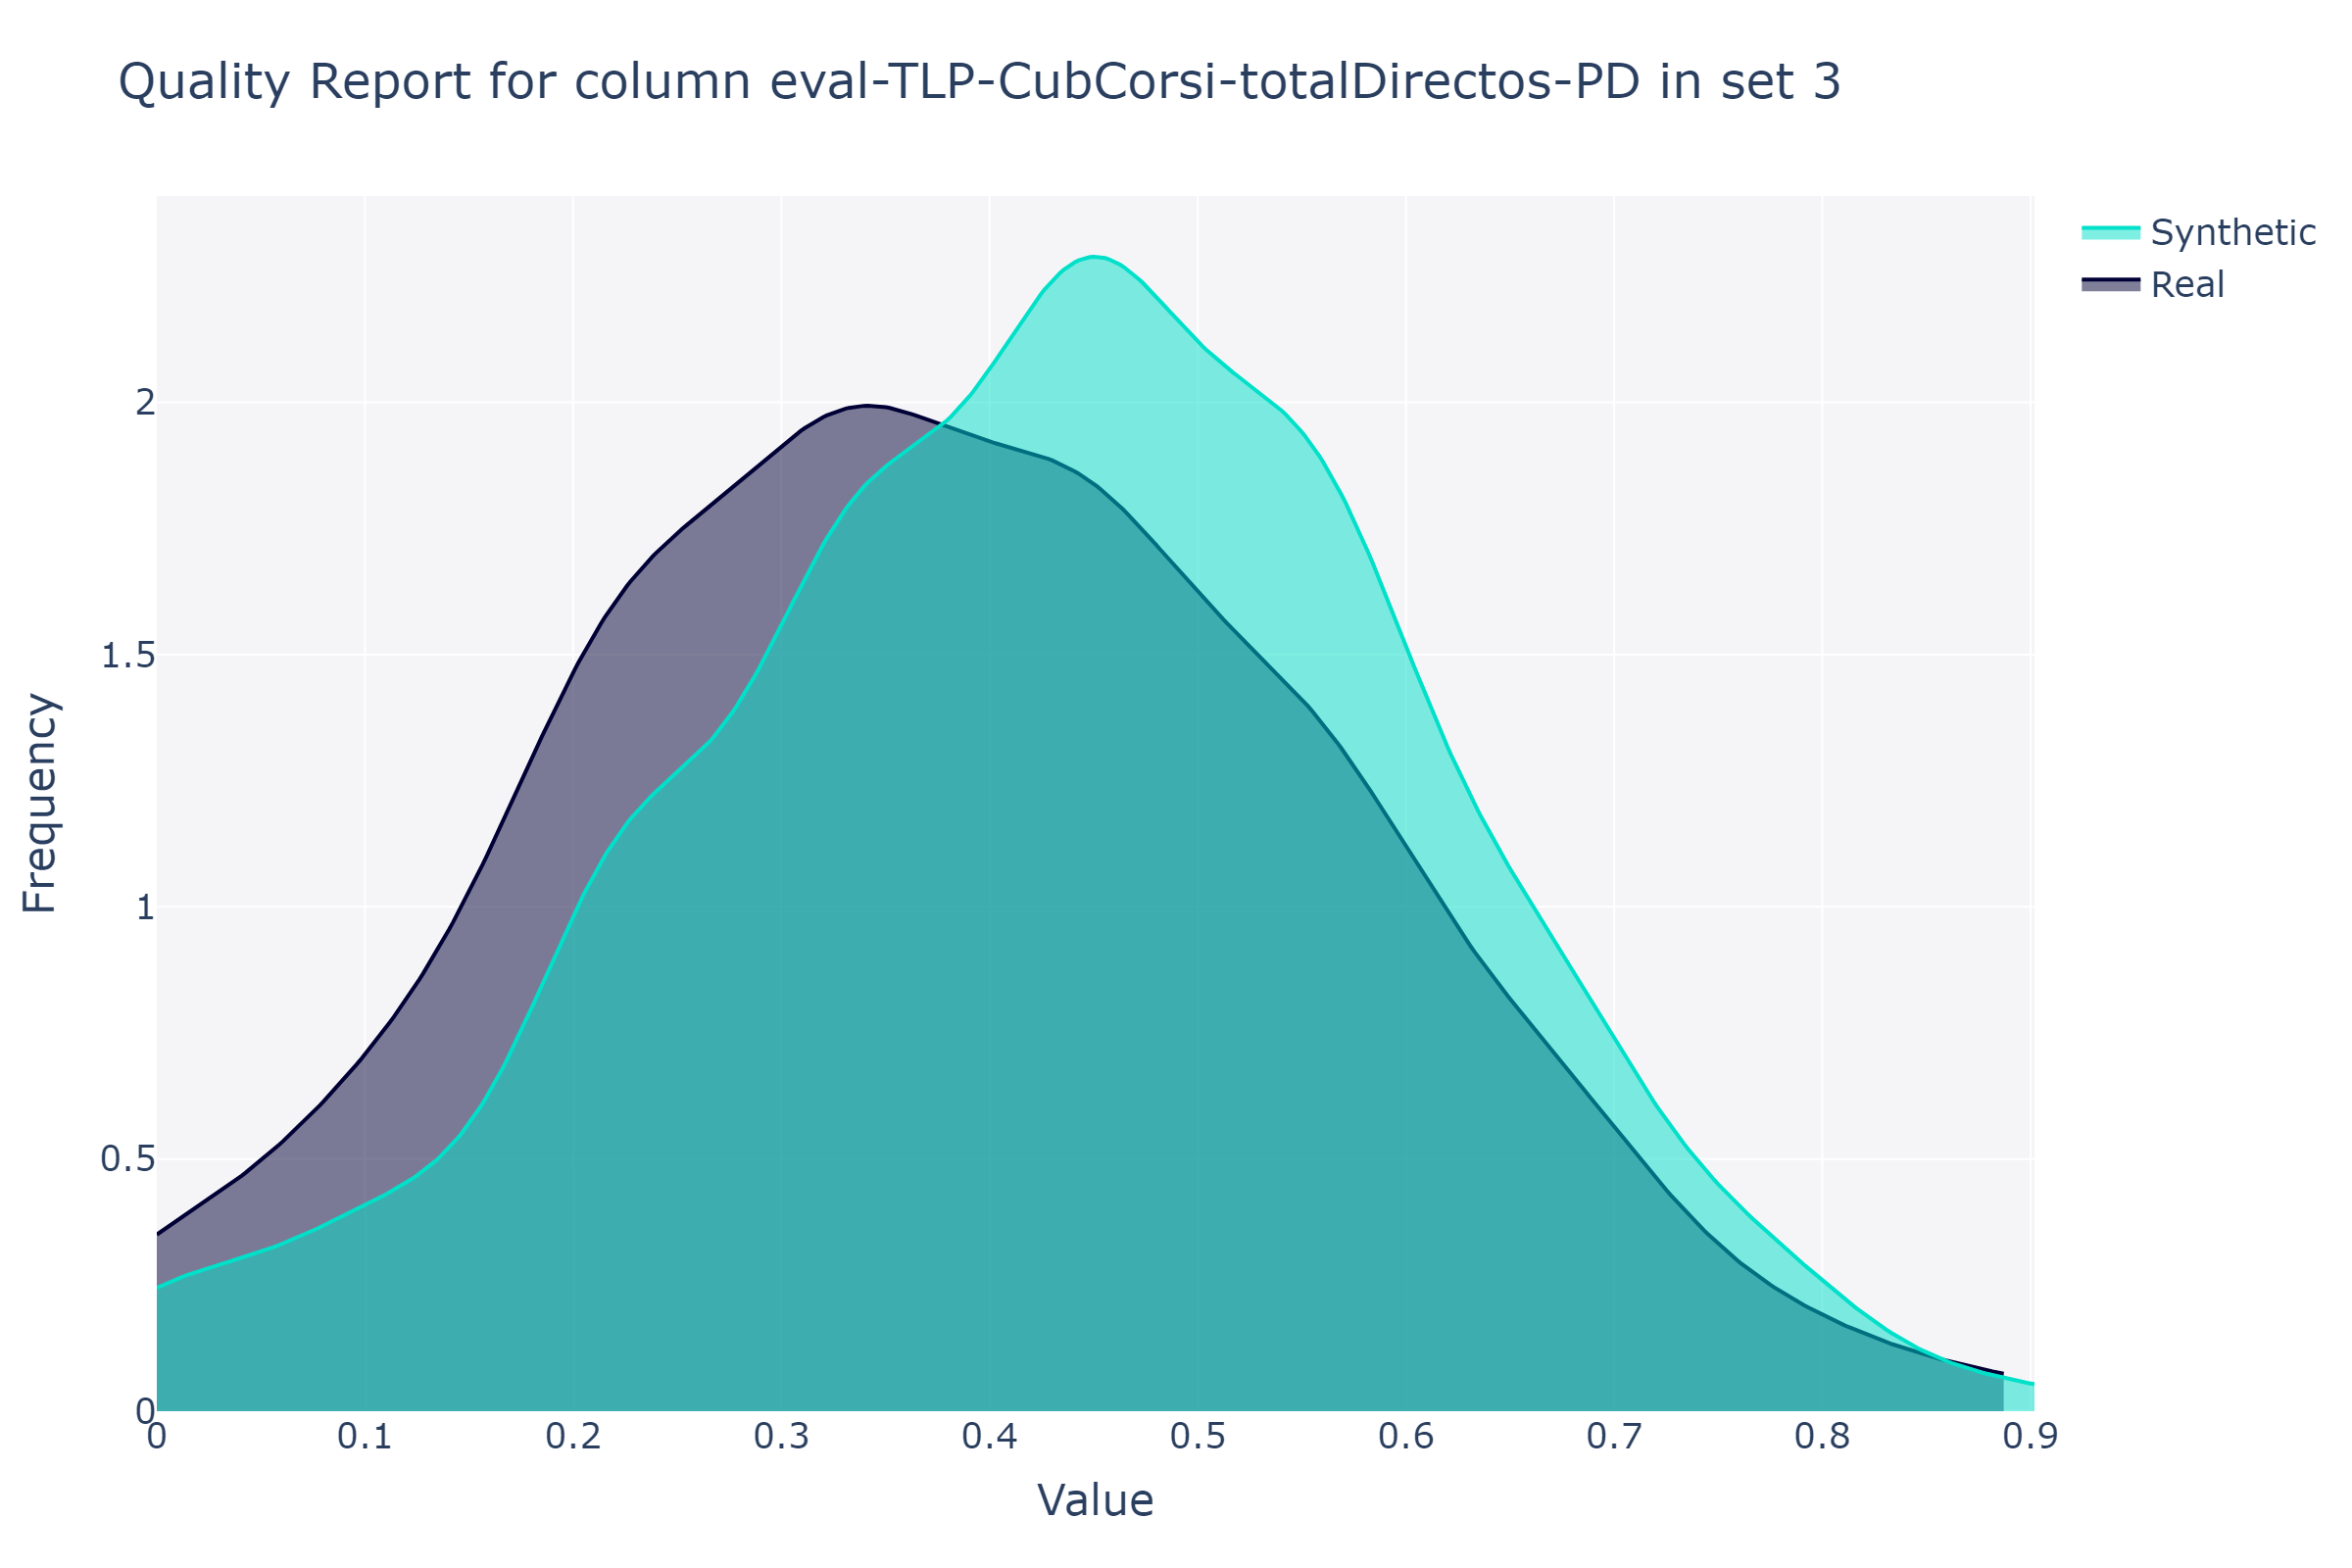 Quality Report for column eval-TLP-CubCorsi-totalDirectos-PD in set 3
Synthetic
Real
Frequency
2
1.5
1
0.5
0
0 0.1 0.2 0.3 0.4 0.5 0.6 0.7 0.8 0.9
Value